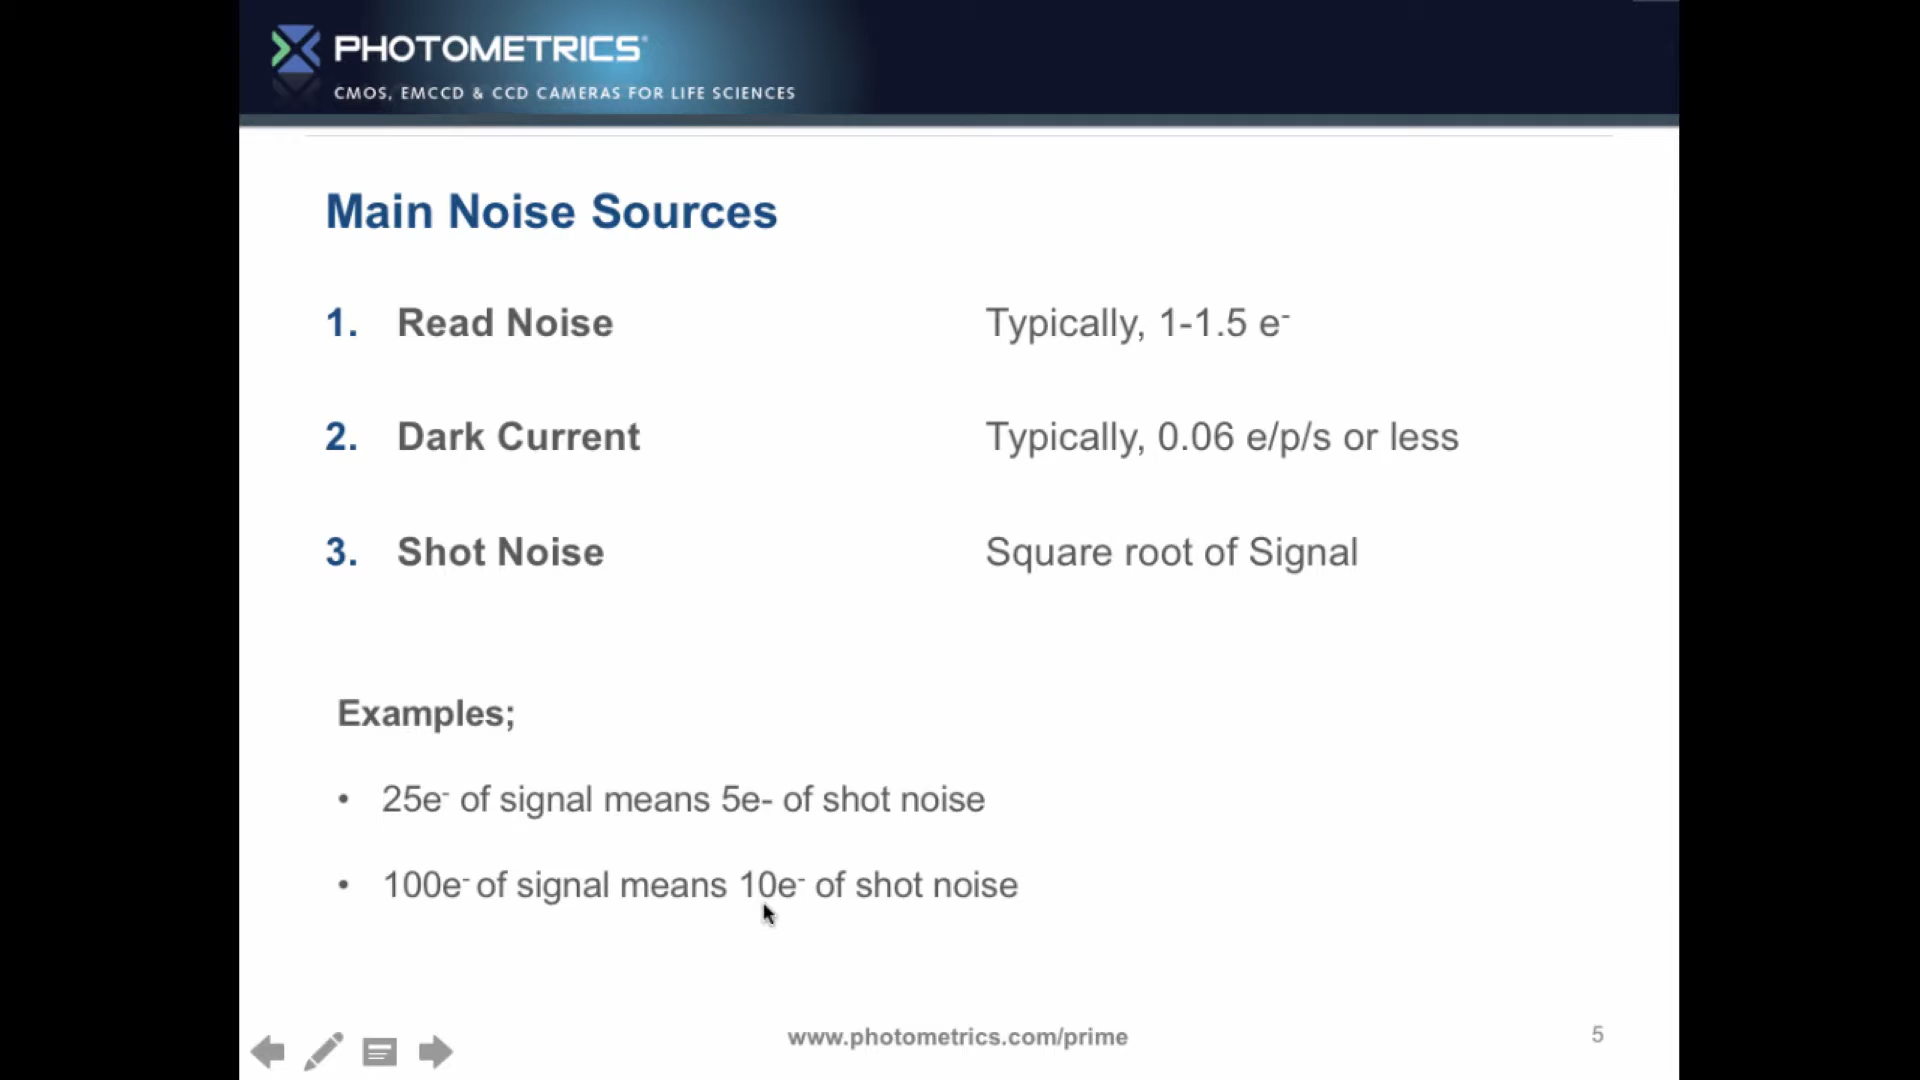 PHOTOMETRICS®
CMOS, EMCCD & CCD CAMERAS FOR LIFE SCIENCES
Main Noise Sources
1. Read Noise Typically, 1-1.5 e⁻
2. Dark Current Typically, 0.06 e/p/s or less
3. Shot Noise Square root of Signal
Examples;
• 25e⁻ of signal means 5e- of shot noise
• 100e⁻ of signal means 10e⁻ of shot noise
www.photometrics.com/prime 5